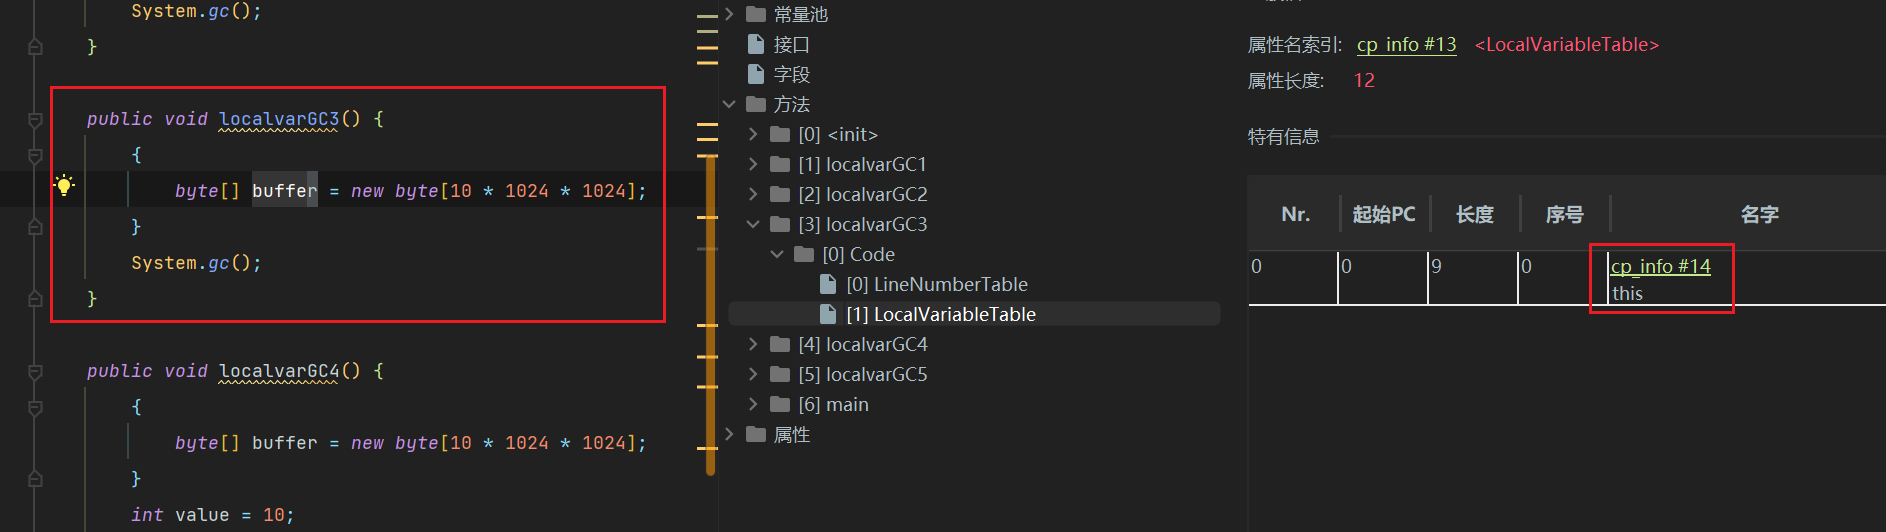 System.gc();
}
public void localvarGC3() {
{
byte[] buffer = new byte[10 * 1024 * 1024];
}
System.gc();
}
public void localvarGC4() {
{
byte[] buffer = new byte[10 * 1024 * 1024];
}
int value = 10;
常量池
接口
字段
方法
[0] <init>
[1] localvarGC1
[2] localvarGC2
[3] localvarGC3
[0] Code
[0] LineNumberTable
[1] LocalVariableTable
[4] localvarGC4
[5] localvarGC5
[6] main
属性
属性名索引: cp_info #13 <LocalVariableTable>
属性长度: 12
特有信息
Nr. 起始PC 长度 序号 名字
0 0 9 0 cp_info #14
this